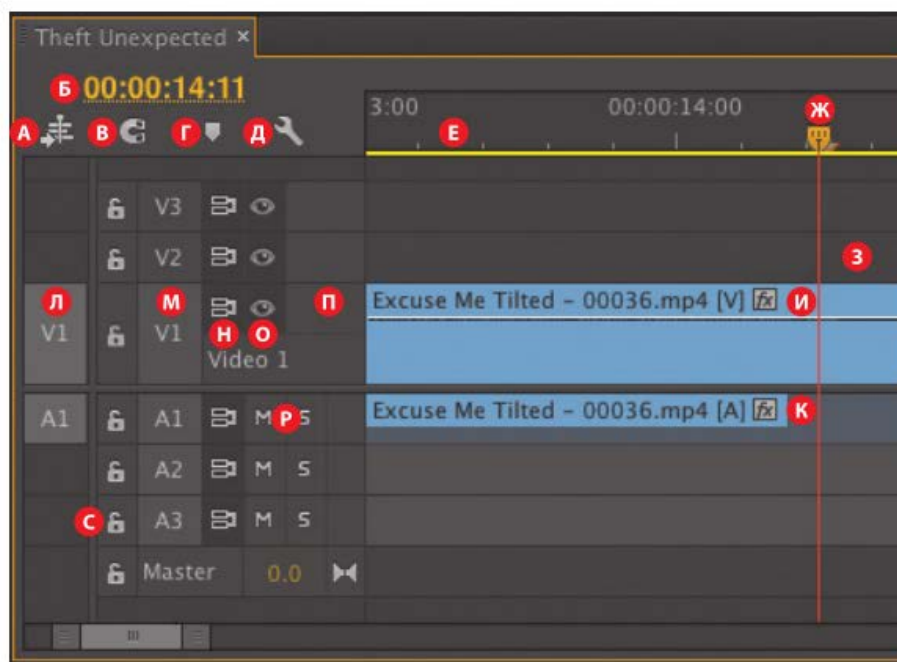 Theft Unexpected ×
Б 00:00:14:11
3:00 00:00:14:00 Ж
А В Г Д Е
V3
V2 З
Л М П Excuse Me Tilted – 00036.mp4 [V] fx И
V1 V1 Н О
Video 1
A1 A1 M Р S Excuse Me Tilted – 00036.mp4 [A] fx К
A2 M S
С A3 M S
Master 0.0